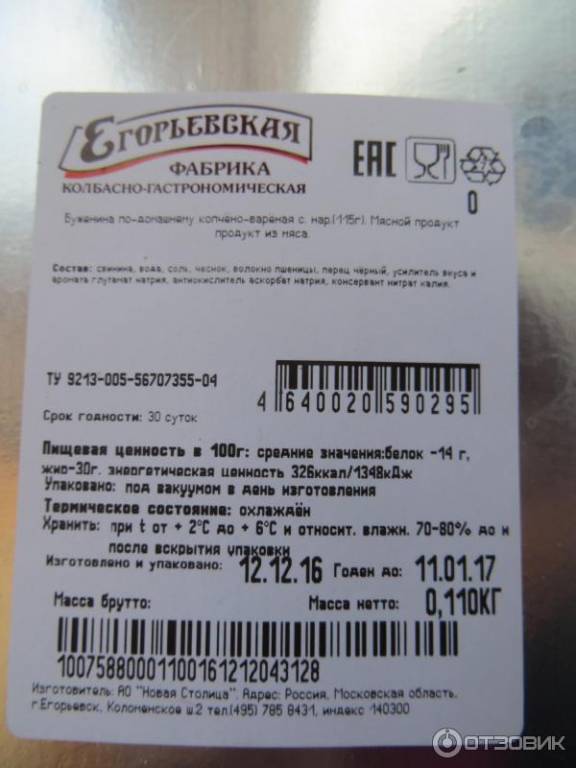 ЕГОРЬЕВСКАЯ
ФАБРИКА
КОЛБАСНО-ГАСТРОНОМИЧЕСКАЯ
ЕАС
0
Буженина по-домашнему копчено-вареная с. нар.(115г). Мясной продукт
продукт из мяса.
Состав: свинина, вода, соль, чеснок, волокно пшеницы, перец чёрный, усилитель вкуса и
аромата глутамат натрия, антиокислитель аскорбат натрия, консервант нитрат калия.
ТУ 9213-005-56707355-04
4 640020 590295
Срок годности: 30 суток
Пищевая ценность в 100г: средние значения:белок -14 г,
жир-30г. энергетическая ценность 326ккал/1348кДж
Упаковано: под вакуумом в день изготовления
Термическое состояние: охлаждён
Хранить: при t от + 2°С до + 6°С и относит. влажн. 70-80% до и
после вскрытия упаковки
Изготовлено и упаковано: 12.12.16 Годен до: 11.01.17
Масса брутто: Масса нетто: 0,110КГ
10075880001100161212043128
Изготовитель: АО "Новая Столица". Адрес: Россия, Московская область,
г.Егорьевск, Коломенское ш.2 тел.(495) 785 8431, индекс 140300
ОТЗОВИК